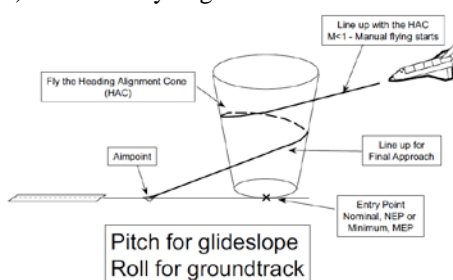 Line up with the HAC
M<1 - Manual flying starts
Fly the Heading Alignment Cone
(HAC)
Line up for
Final Approach
Aimpoint
Entry Point
Nominal, NEP or
Minimum, MEP
Pitch for glideslope
Roll for groundtrack